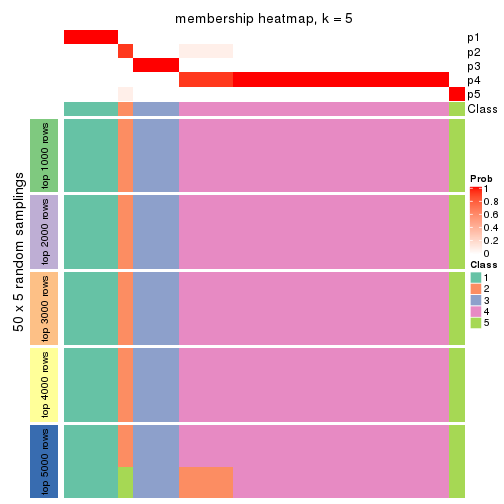 membership heatmap, k = 5
p1
p2
p3
p4
p5
Class
50 x 5 random samplings
top 1000 rows
top 2000 rows
top 3000 rows
top 4000 rows
top 5000 rows
Prob
1
0.8
0.6
0.4
0.2
0
Class
1
2
3
4
5